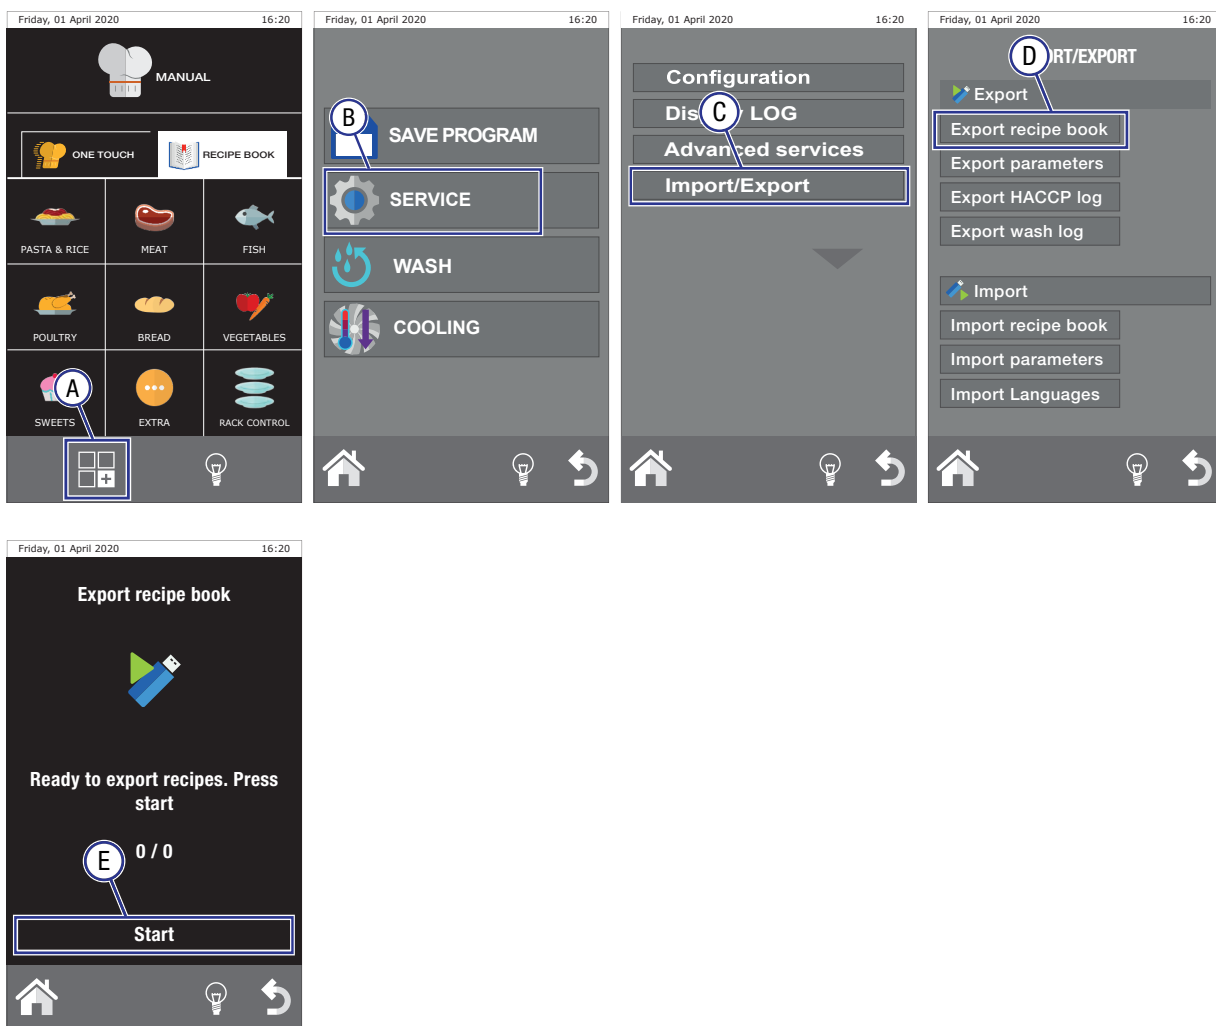 Friday, 01 April 2020 16:20
MANUAL
ONE TOUCH
RECIPE BOOK
PASTA & RICE
MEAT
FISH
POULTRY
BREAD
VEGETABLES
A
SWEETS
EXTRA
RACK CONTROL
Friday, 01 April 2020 16:20
B
SAVE PROGRAM
SERVICE
WASH
COOLING
Friday, 01 April 2020 16:20
Configuration
C
LOG
Advanced services
Import/Export
Friday, 01 April 2020 16:20
D
RT/EXPORT
Export
Export recipe book
Export parameters
Export HACCP log
Export wash log
Import
Import recipe book
Import parameters
Import Languages
Friday, 01 April 2020 16:20
Export recipe book
Ready to export recipes. Press
start
0 / 0
E
Start